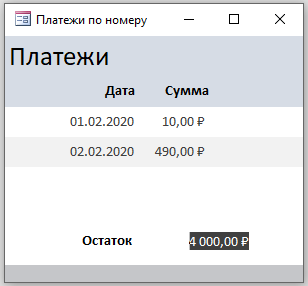 Платежи по номеру
Платежи
Дата Сумма
01.02.2020 10,00 ₽
02.02.2020 490,00 ₽
Остаток 4 000,00 ₽